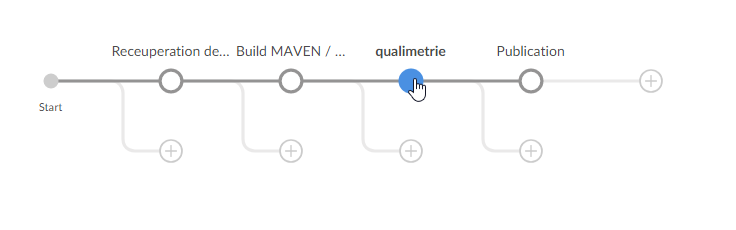 Receuperation de... Build MAVEN / ... qualimetrie Publication
Start